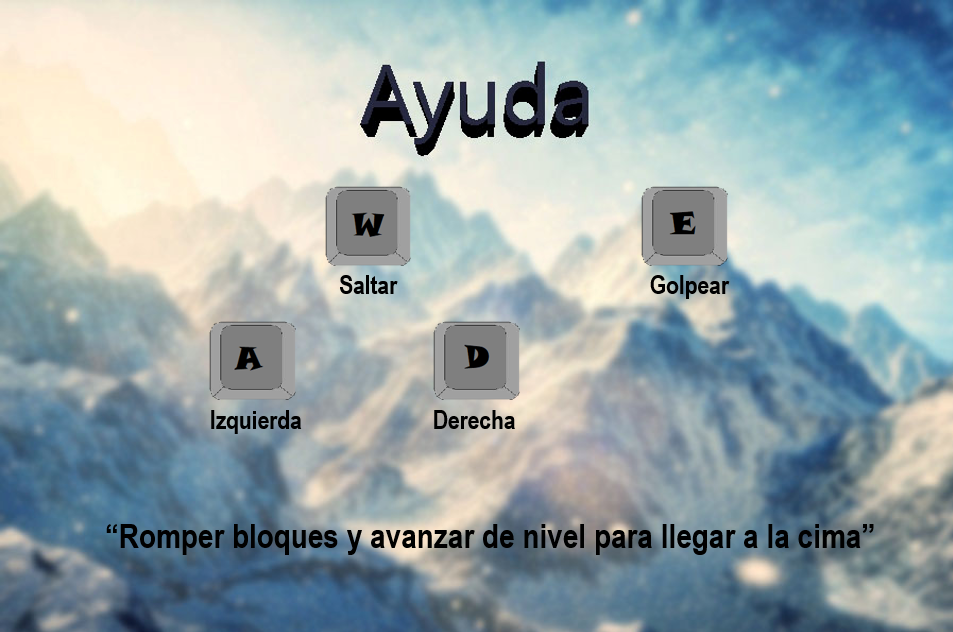 Ayuda
W
E
Saltar
Golpear
A
D
Izquierda
Derecha
“Romper bloques y avanzar de nivel para llegar a la cima”